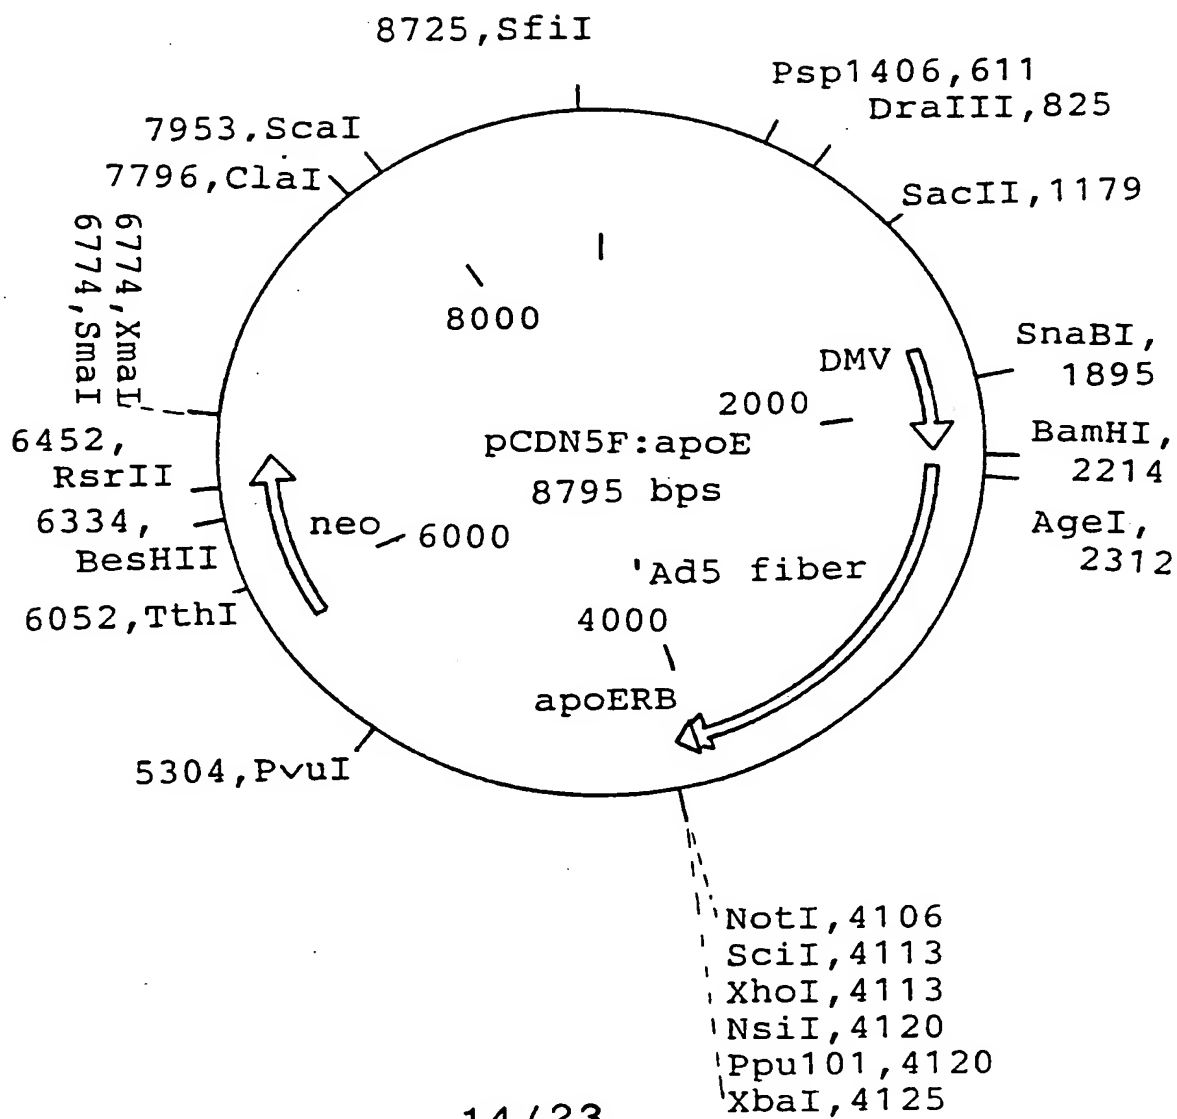 8725,SfiI
Psp1406,611
DraIII,825
7953,ScaI
7796,ClaI
SacII,1179
6774,XmaI
6774,SmaI
8000
SnaBI,
1895
DMV
2000
BamHI,
2214
pCDN5F:apoE
8795 bps
6452,
RsrII
AgeI,
2312
6334,
BesHII
neo
6000
'Ad5 fiber
6052,TthI
4000
apoERB
5304,PvuI
NotI,4106
SciI,4113
XhoI,4113
NsiI,4120
Ppu101,4120
XbaI,4125
14/23